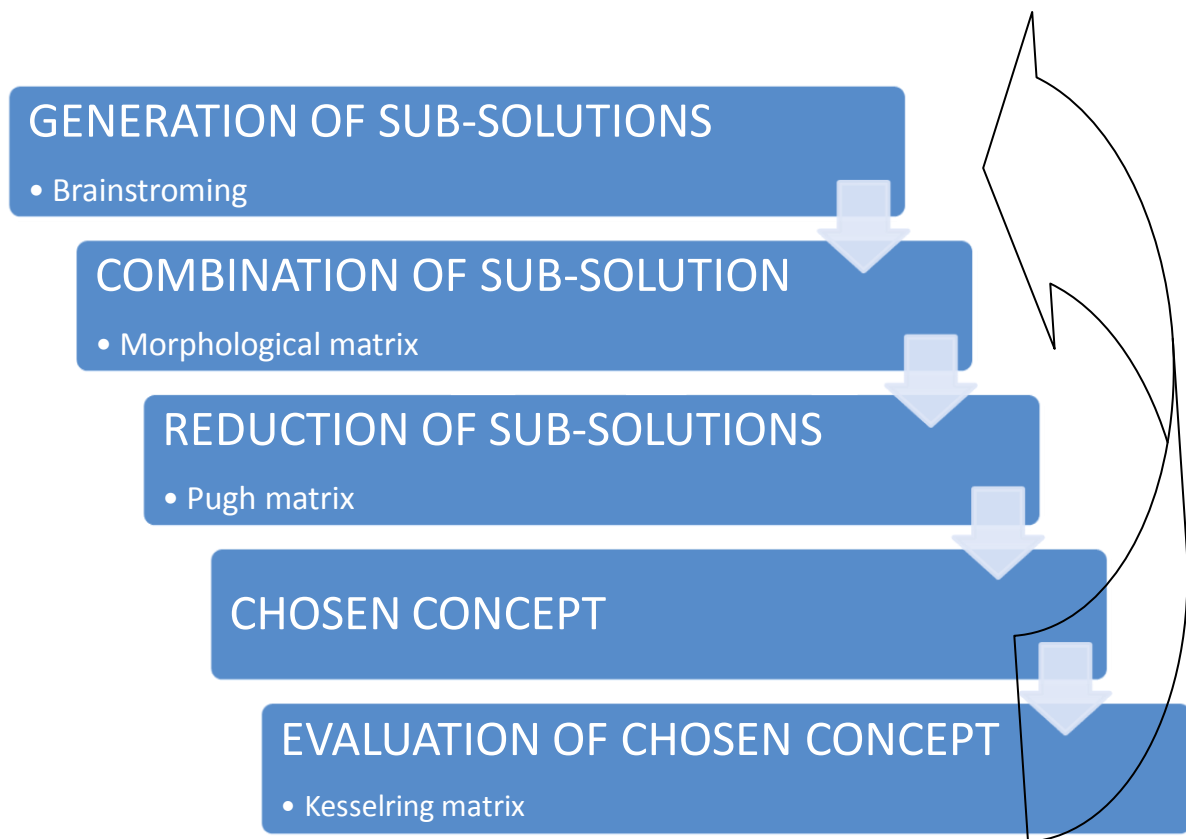 GENERATION OF SUB-SOLUTIONS
• Brainstroming
COMBINATION OF SUB-SOLUTION
• Morphological matrix
REDUCTION OF SUB-SOLUTIONS
• Pugh matrix
CHOSEN CONCEPT
EVALUATION OF CHOSEN CONCEPT
• Kesselring matrix